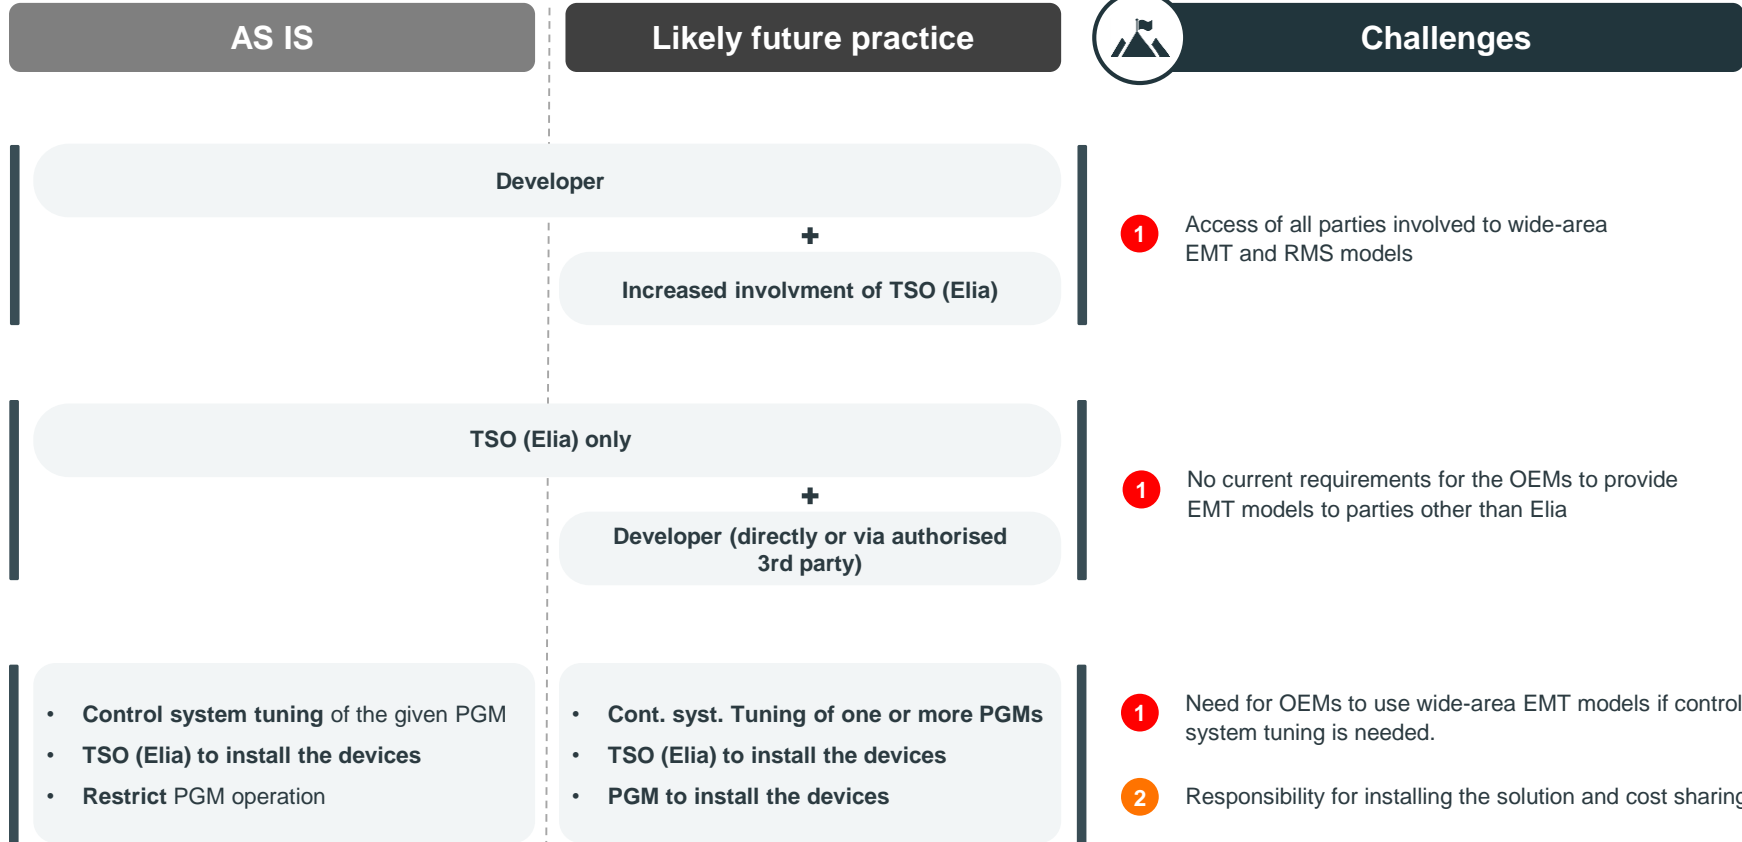 AS IS
Likely future practice
Challenges
Developer
+
Increased involvment of TSO (Elia)
1
Access of all parties involved to wide-area
EMT and RMS models
TSO (Elia) only
+
Developer (directly or via authorised
3rd party)
1
No current requirements for the OEMs to provide
EMT models to parties other than Elia
• Control system tuning of the given PGM
• TSO (Elia) to install the devices
• Restrict PGM operation
• Cont. syst. Tuning of one or more PGMs
• TSO (Elia) to install the devices
• PGM to install the devices
1
Need for OEMs to use wide-area EMT models if control
system tuning is needed.
2
Responsibility for installing the solution and cost sharing